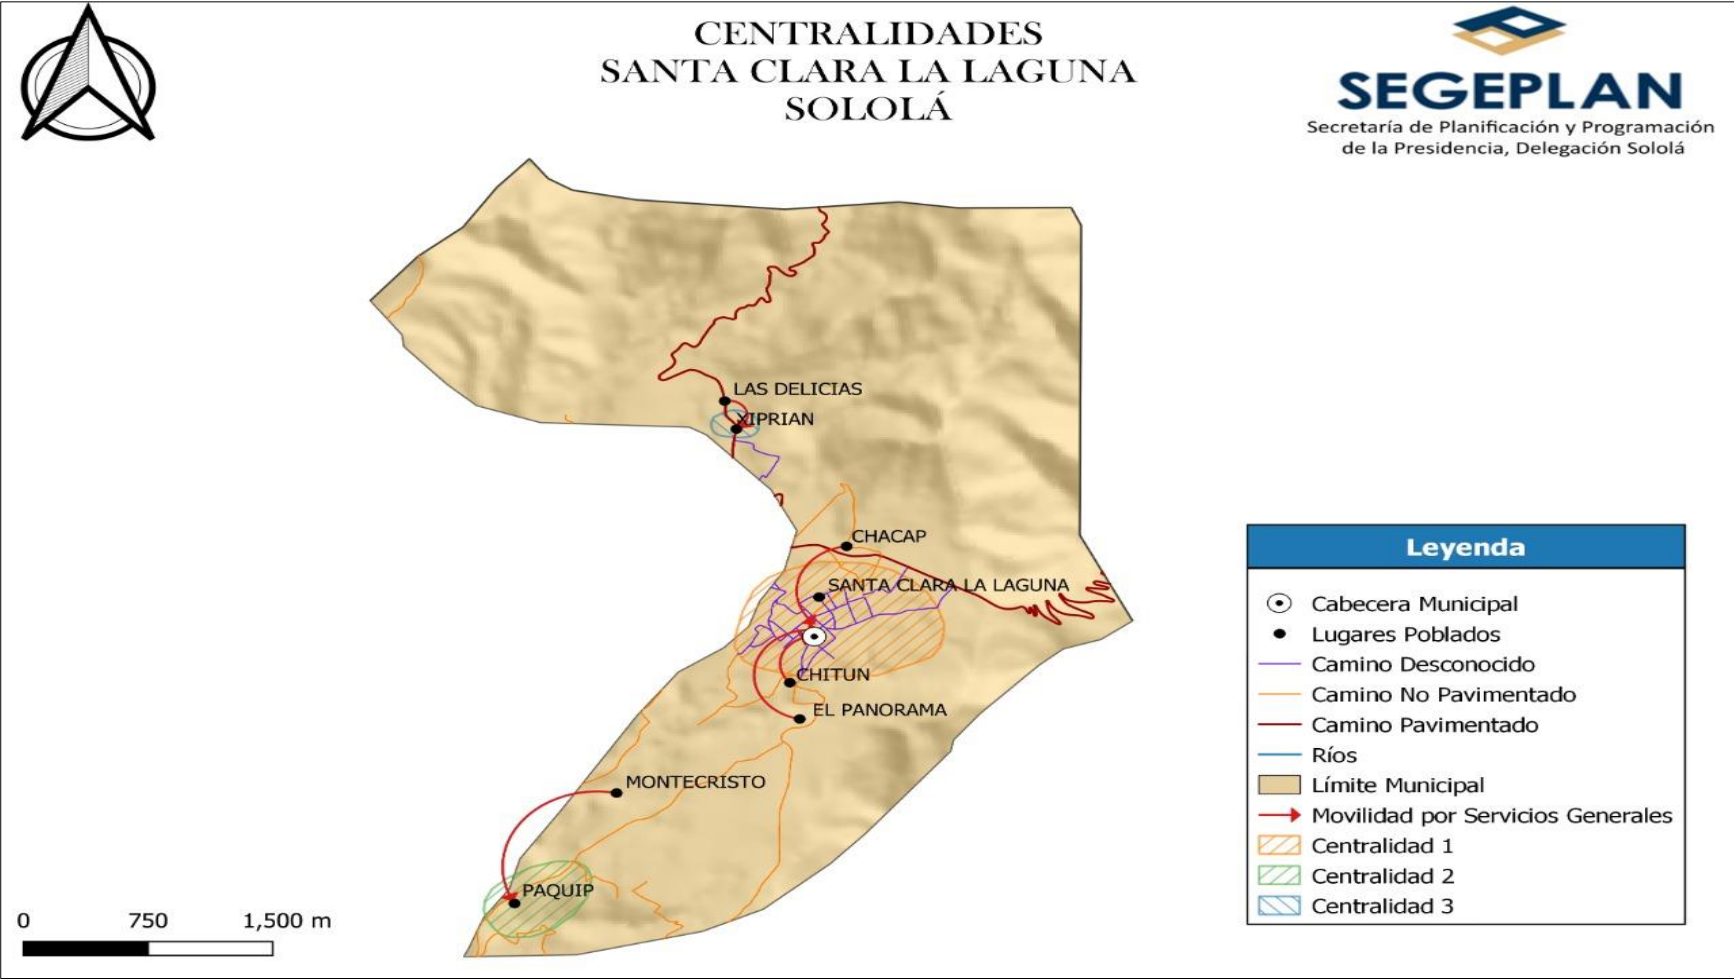 CENTRALIDADES
SANTA CLARA LA LAGUNA
SOLOLÁ
SEGEPLAN
Secretaría de Planificación y Programación
de la Presidencia, Delegación Sololá
LAS DELICIAS
XIPRIAN
CHACAP
SANTA CLARA LA LAGUNA
CHITUN
EL PANORAMA
MONTECRISTO
PAQUIP
Leyenda
Cabecera Municipal
Lugares Poblados
Camino Desconocido
Camino No Pavimentado
Camino Pavimentado
Ríos
Límite Municipal
Movilidad por Servicios Generales
Centralidad 1
Centralidad 2
Centralidad 3
0 750 1,500 m